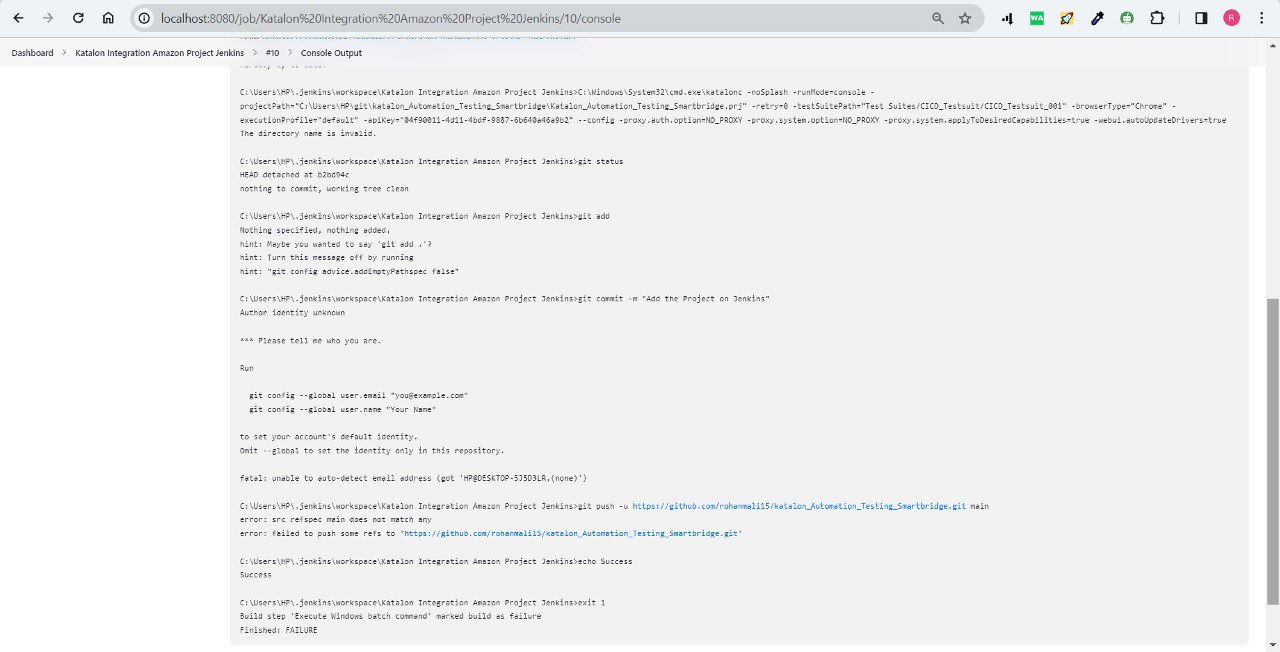 localhost:8080/job/Katalon%20Integration%20Amazon%20Project%20Jenkins/10/console
WA
R
Dashboard > Katalon Integration Amazon Project Jenkins > #10 > Console Output
C:\Users\HP\.jenkins\workspace\Katalon Integration Amazon Project Jenkins>C:\Windows\System32\cmd.exe\katalonc -noSplash -runMode=console -
projectPath="C:\Users\HP\git\katalon_Automation_Testing_Smartbridge\Katalon_Automation_Testing_Smartbridge.prj" -retry=0 -testSuitePath="Test Suites/CICD_Testsuit/CICD_Testsuit_001" -browserType="Chrome" -
executionProfile="default" -apiKey="04f90011-4d11-4bdf-9887-6b640a46a9b2" --config -proxy.auth.option=NO_PROXY -proxy.system.option=NO_PROXY -proxy.system.applyToDesiredCapabilities=true -webui.autoUpdateDrivers=true
The directory name is invalid.
C:\Users\HP\.jenkins\workspace\Katalon Integration Amazon Project Jenkins>git status
HEAD detached at b2bd94c
nothing to commit, working tree clean
C:\Users\HP\.jenkins\workspace\Katalon Integration Amazon Project Jenkins>git add
Nothing specified, nothing added.
hint: Maybe you wanted to say 'git add .'?
hint: Turn this message off by running
hint: "git config advice.addEmptyPathspec false"
C:\Users\HP\.jenkins\workspace\Katalon Integration Amazon Project Jenkins>git commit -m "Add the Project on Jenkins"
Author identity unknown
*** Please tell me who you are.
Run
git config --global user.email "you@example.com"
git config --global user.name "Your Name"
to set your account's default identity.
Omit --global to set the identity only in this repository.
fatal: unable to auto-detect email address (got 'HP@DESKTOP-5J5D3LR.(none)')
C:\Users\HP\.jenkins\workspace\Katalon Integration Amazon Project Jenkins>git push -u https://github.com/rohanmali15/katalon_Automation_Testing_Smartbridge.git main
error: src refspec main does not match any
error: failed to push some refs to 'https://github.com/rohanmali15/katalon_Automation_Testing_Smartbridge.git'
C:\Users\HP\.jenkins\workspace\Katalon Integration Amazon Project Jenkins>echo Success
Success
C:\Users\HP\.jenkins\workspace\Katalon Integration Amazon Project Jenkins>exit 1
Build step 'Execute Windows batch command' marked build as failure
Finished: FAILURE